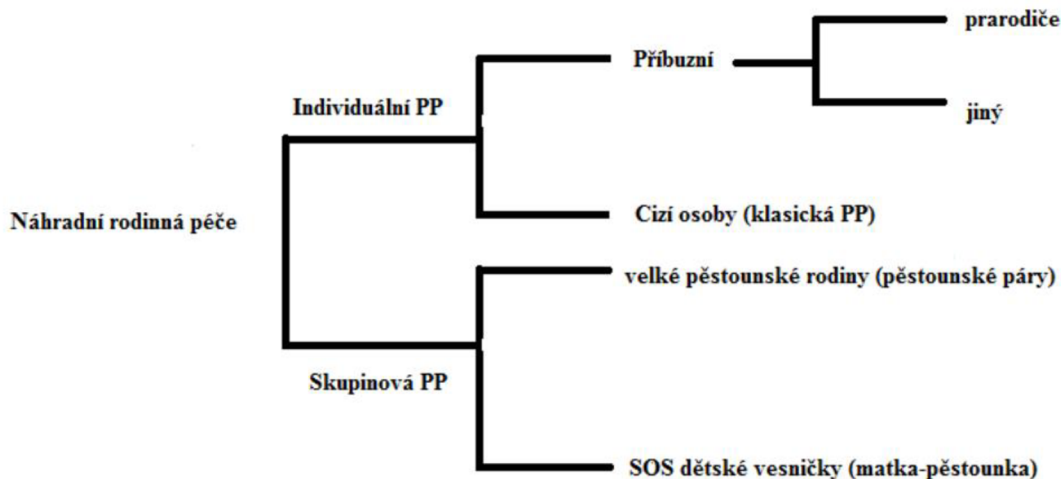 prarodiče
Příbuzní
Individuální PP
jiný
Náhradní rodinná péče
Cizí osoby (klasická PP)
velké pěstounské rodiny (pěstounské páry)
Skupinová PP
SOS dětské vesničky (matka-pěstounka)